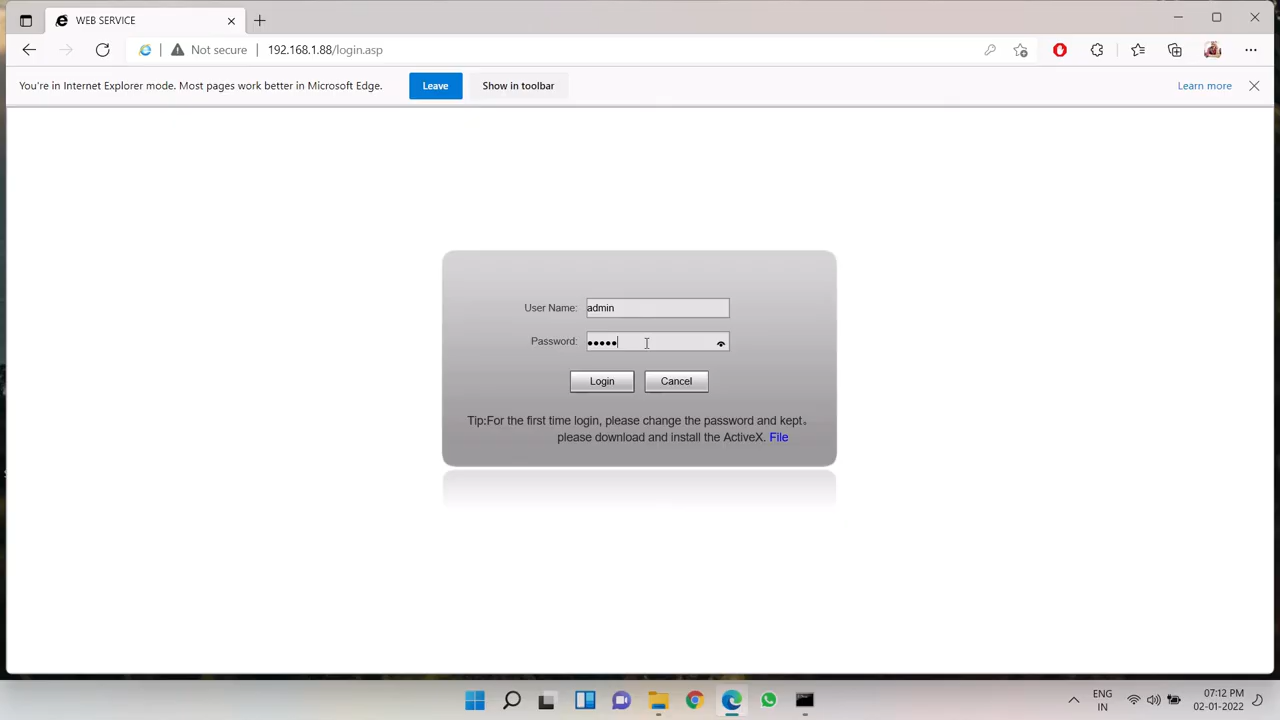 WEB SERVICE
Not secure
192.168.1.88/login.asp
You're in Internet Explorer mode. Most pages work better in Microsoft Edge.
Leave
Show in toolbar
Learn more
User Name: admin
Password: •••••
Login
Cancel
Tip:For the first time login, please change the password and kept。
please download and install the ActiveX. File
ENG
IN
07:12 PM
02-01-2022